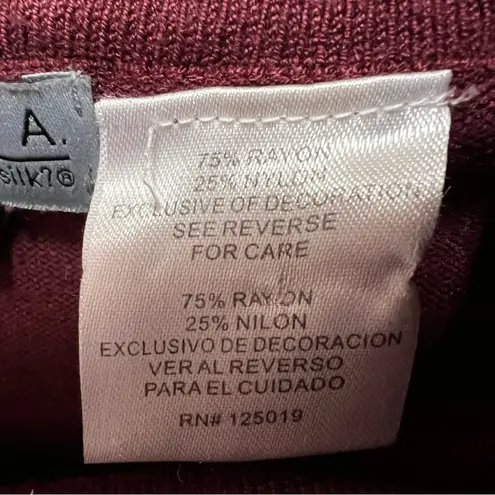 A.
silk?®
75% RAYON
25% NYLON
EXCLUSIVE OF DECORATION
SEE REVERSE
FOR CARE
75% RAYON
25% NILON
EXCLUSIVO DE DECORACION
VER AL REVERSO
PARA EL CUIDADO
RN# 125019